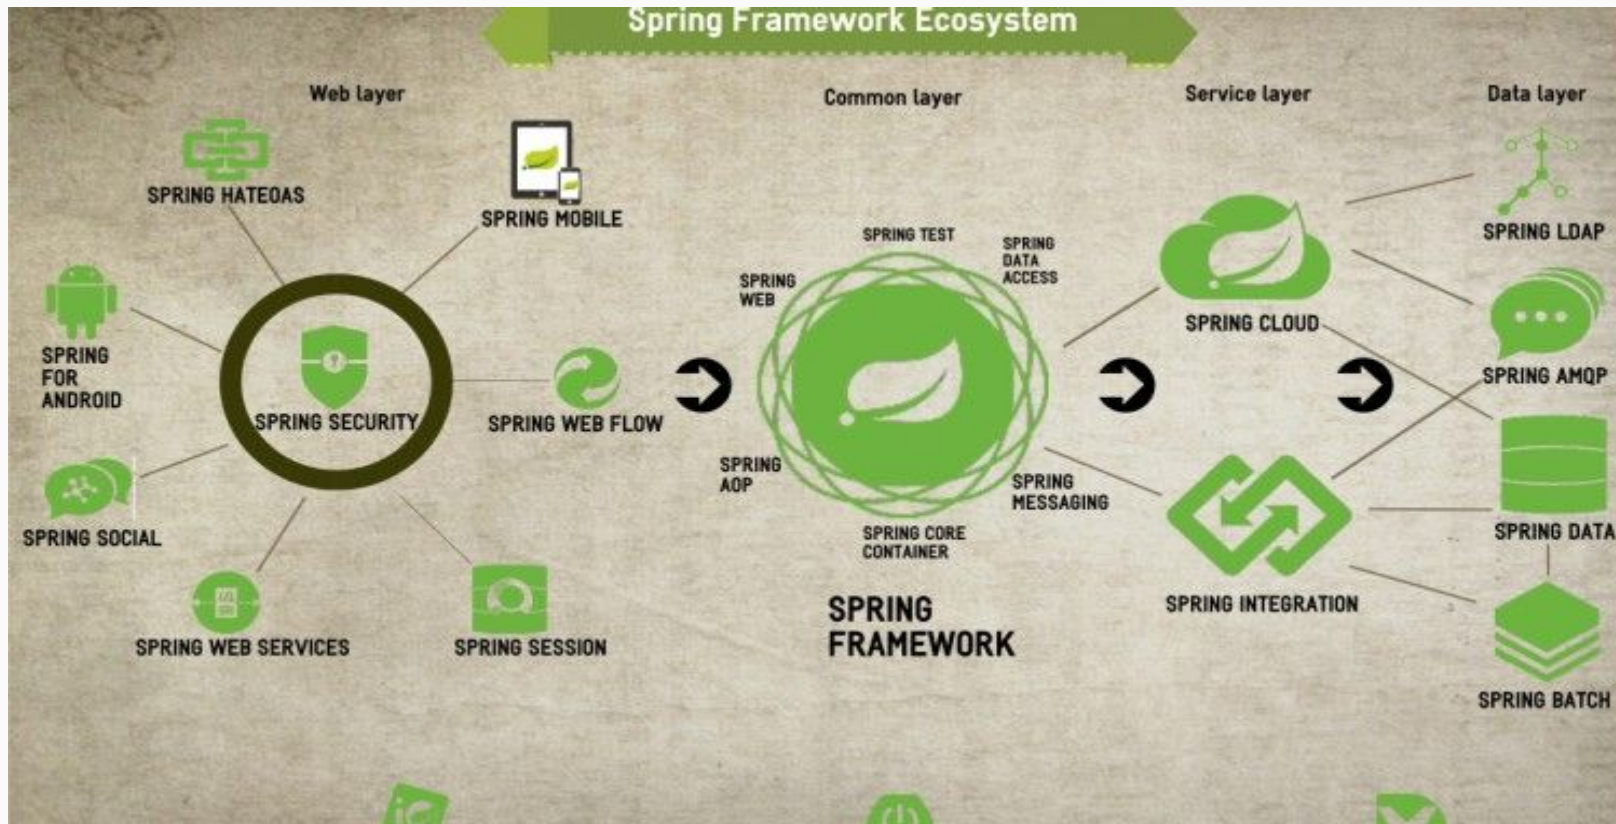 Spring Framework Ecosystem
Web layer
Common layer
Service layer
Data layer
SPRING HATEOAS
SPRING MOBILE
SPRING
FOR
ANDROID
SPRING SECURITY
SPRING WEB FLOW
SPRING SOCIAL
SPRING WEB SERVICES
SPRING SESSION
SPRING TEST
SPRING
DATA
ACCESS
SPRING
WEB
SPRING
AOP
SPRING
MESSAGING
SPRING CORE
CONTAINER
SPRING
FRAMEWORK
SPRING CLOUD
SPRING INTEGRATION
SPRING LDAP
SPRING AMQP
SPRING DATA
SPRING BATCH